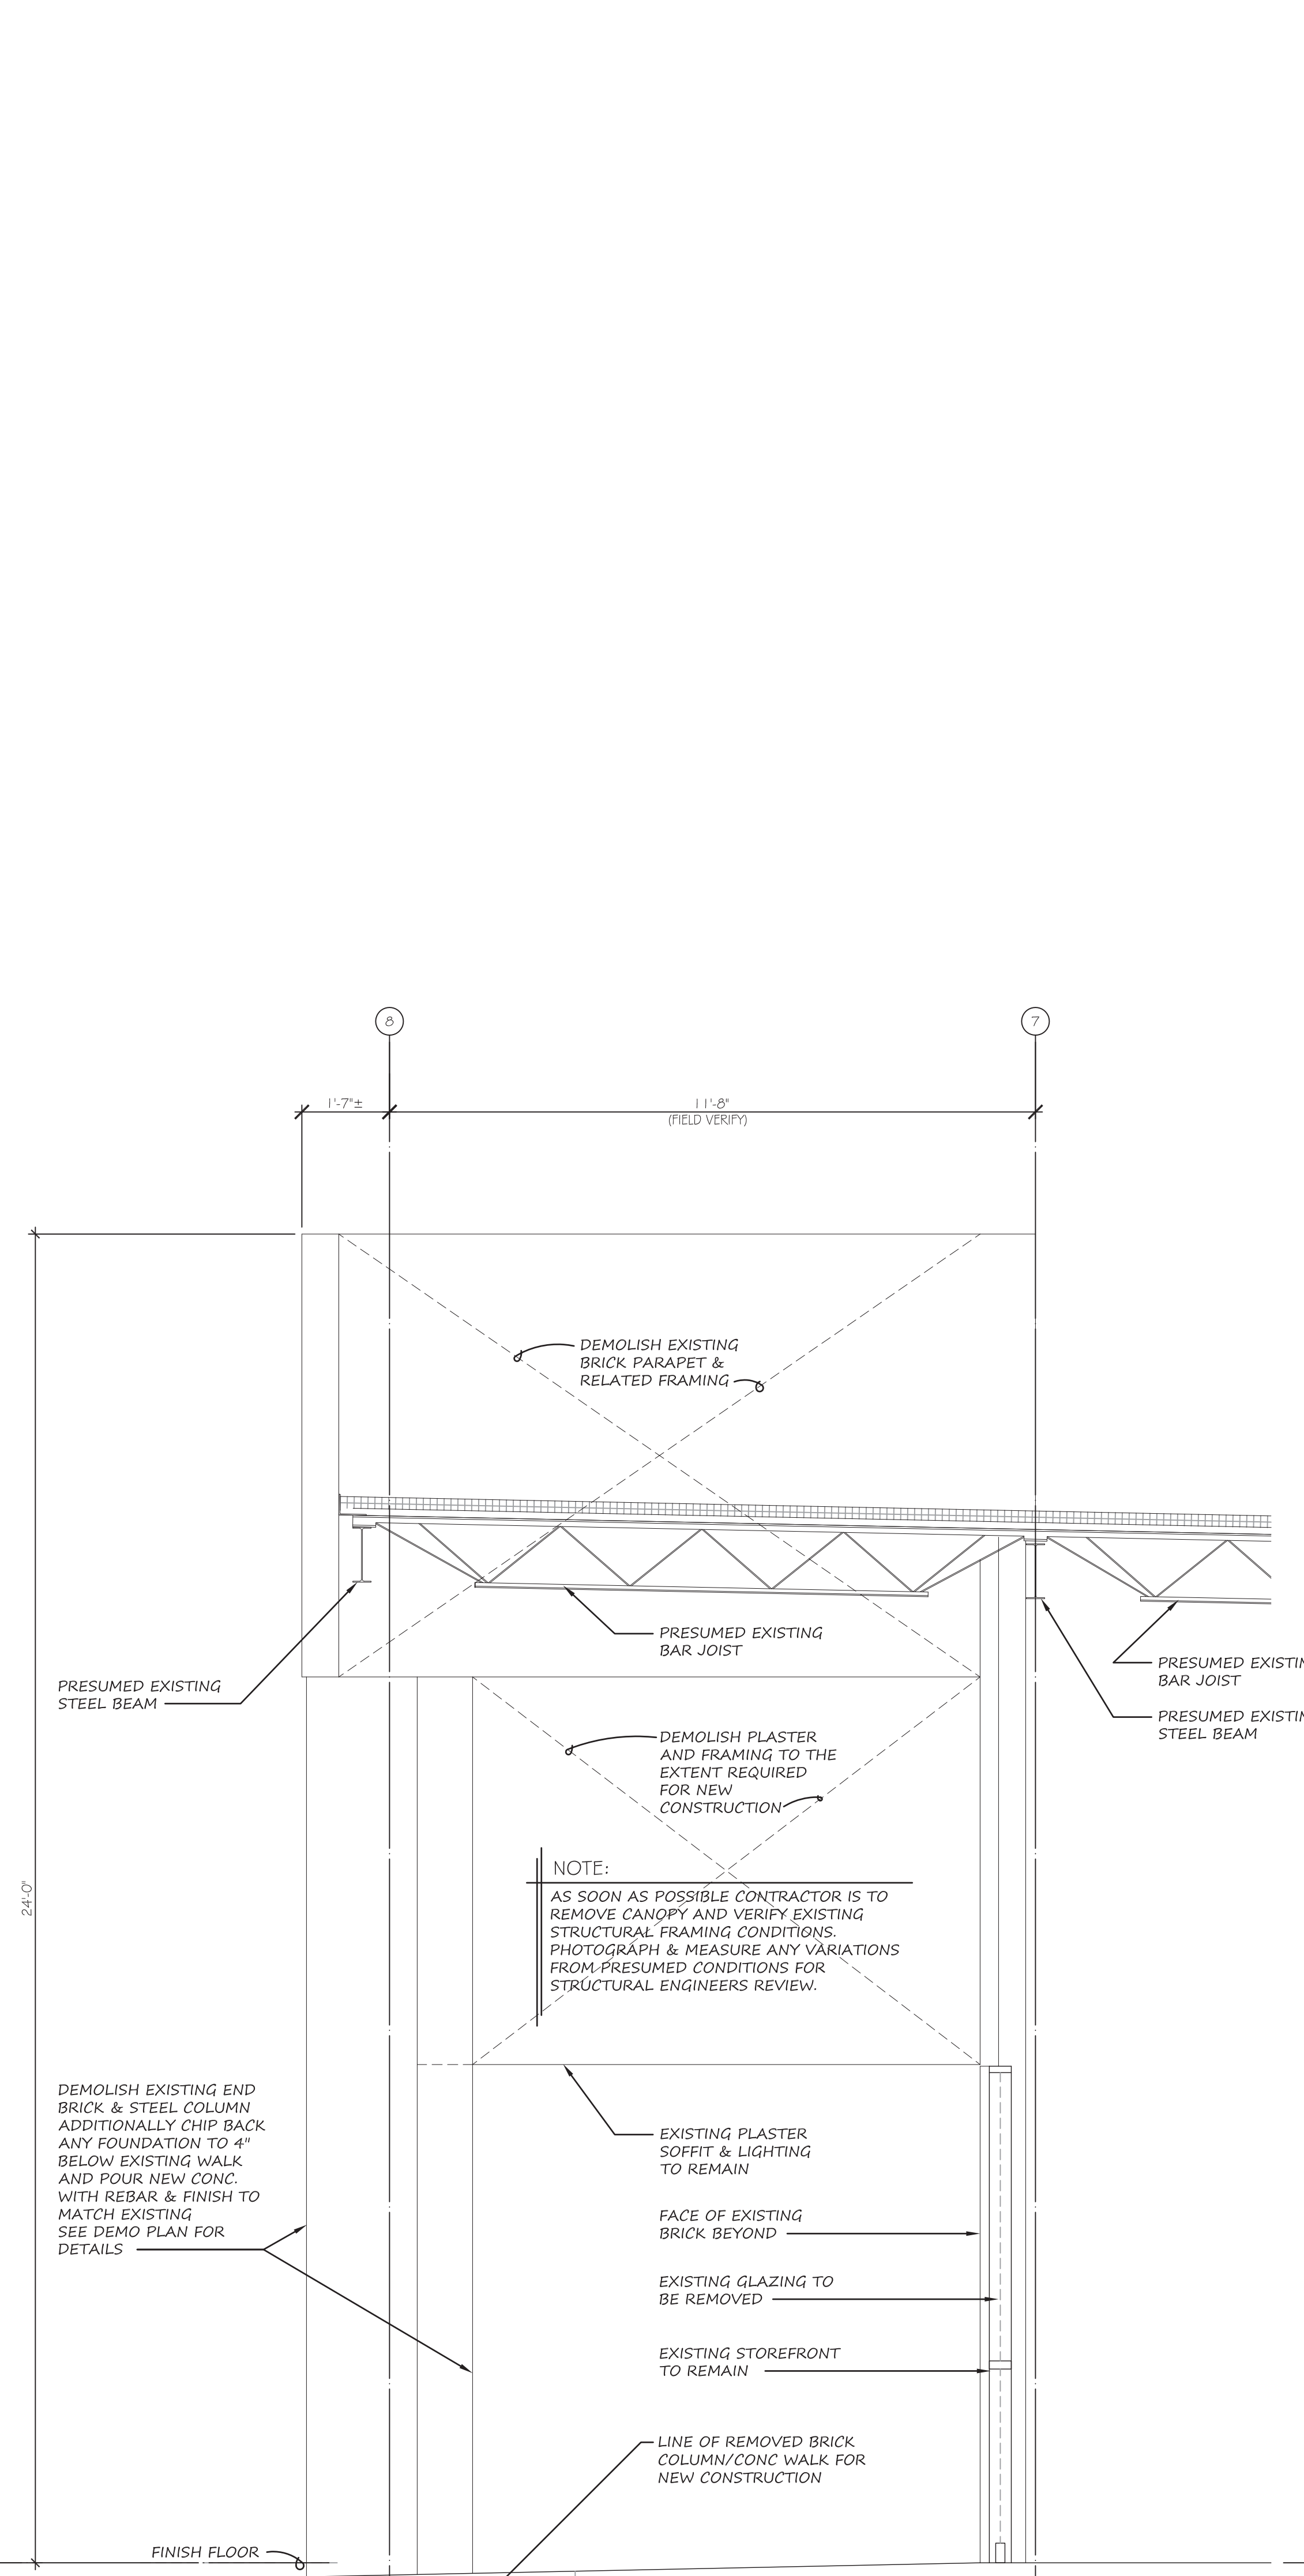 8
7
1'-7"±
11'-8"
(FIELD VERIFY)
DEMOLISH EXISTING
BRICK PARAPET &
RELATED FRAMING
PRESUMED EXISTING
BAR JOIST
PRESUMED EXISTING
STEEL BEAM
BAR JOIST
STEEL BEAM
DEMOLISH PLASTER
AND FRAMING TO THE
EXTENT REQUIRED
FOR NEW
CONSTRUCTION
NOTE:
AS SOON AS POSSIBLE CONTRACTOR IS TO
REMOVE CANOPY AND VERIFY EXISTING
STRUCTURAL FRAMING CONDITIONS.
PHOTOGRAPH & MEASURE ANY VARIATIONS
FROM PRESUMED CONDITIONS FOR
STRUCTURAL ENGINEERS REVIEW.
24'-0"
DEMOLISH EXISTING END
BRICK & STEEL COLUMN
ADDITIONALLY CHIP BACK
ANY FOUNDATION TO 4"
BELOW EXISTING WALK
AND POUR NEW CONC.
WITH REBAR & FINISH TO
MATCH EXISTING
SEE DEMO PLAN FOR
DETAILS
EXISTING PLASTER
SOFFIT & LIGHTING
TO REMAIN
FACE OF EXISTING
BRICK BEYOND
EXISTING GLAZING TO
BE REMOVED
EXISTING STOREFRONT
TO REMAIN
LINE OF REMOVED BRICK
COLUMN/CONC WALK FOR
NEW CONSTRUCTION
FINISH FLOOR